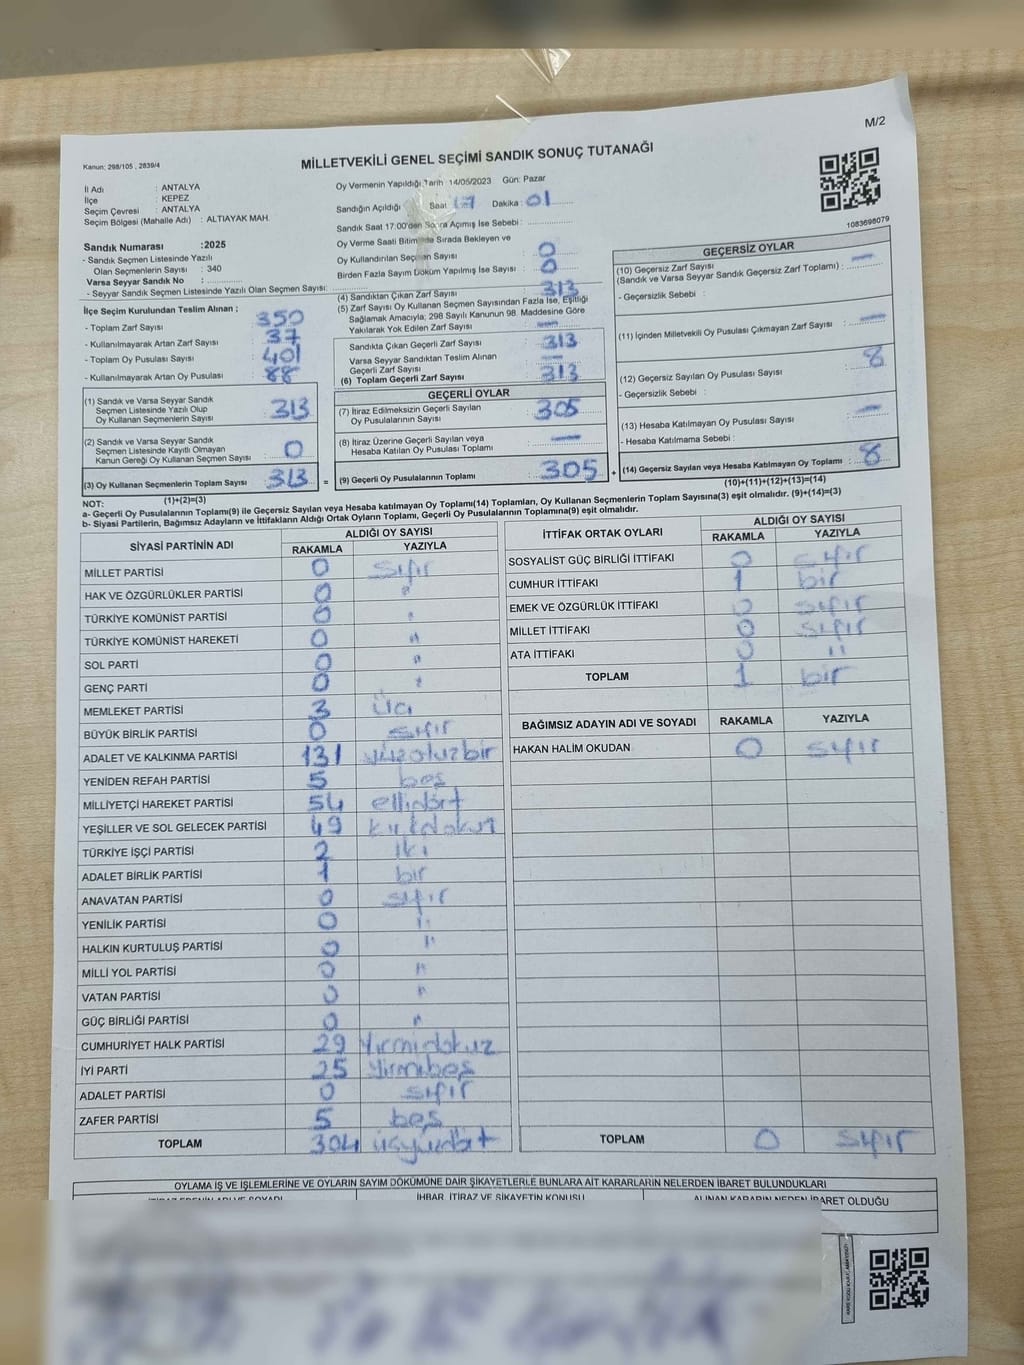 M/2
Kanun: 298/105 , 2839/4
MİLLETVEKİLİ GENEL SEÇİMİ SANDIK SONUÇ TUTANAĞI
İl Adı : ANTALYA
İlçe : KEPEZ
Seçim Çevresi : ANTALYA
Seçim Bölgesi (Mahalle Adı) : ALTIAYAK MAH.
Sandık Numarası :2025
- Sandık Seçmen Listesinde Yazılı
Olan Seçmenlerin Sayısı : 340
Varsa Seyyar Sandık No :
- Seyyar Sandık Seçmen Listesinde Yazılı Olan Seçmen Sayısı:
Oy Vermenin Yapıldığı Tarih 14/05/2023 Gün: Pazar
Sandığın Açıldığı Saat 17 Dakika : 01
Sandık Saat 17:00'den Sonra Açımış İse Sebebi :
Oy Verme Saati Bitiminde Sırada Bekleyen ve
Oy Kullandırılan Seçmen Sayısı : 0
Birden Fazla Sayım Döküm Yapılmış İse Sayısı : 0
1083698079
İlçe Seçim Kurulundan Teslim Alınan ;
- Toplam Zarf Sayısı : 350
- Kullanılmayarak Artan Zarf Sayısı : 37
- Toplam Oy Pusulası Sayısı : 401
- Kullanılmayarak Artan Oy Pusulası : 88
(1) Sandık ve Varsa Seyyar Sandık
Seçmen Listesinde Yazılı Olup
Oy Kullanan Seçmenlerin Sayısı : 313
(2) Sandık ve Varsa Seyyar Sandık
Seçmen Listesinde Kayıtlı Olmayan
Kanun Gereği Oy Kullanan Seçmen Sayısı : 0
(3) Oy Kullanan Seçmenlerin Toplam Sayısı : 313
(1)+(2)=(3)
(4) Sandıktan Çıkan Zarf Sayısı : 313
(5) Zarf Sayısı Oy Kullanan Seçmen Sayısından Fazla İse, Eşitliği
Sağlamak Amacıyla; 298 Sayılı Kanunun 98. Maddesine Göre
Yakılarak Yok Edilen Zarf Sayısı : —
Sandıkta Çıkan Geçerli Zarf Sayısı : 313
Varsa Seyyar Sandıktan Teslim Alınan
Geçerli Zarf Sayısı : —
(6) Toplam Geçerli Zarf Sayısı : 313
GEÇERLİ OYLAR
(7) İtiraz Edilmeksizin Geçerli Sayılan
Oy Pusulalarının Sayısı : 305
(8) İtiraz Üzerine Geçerli Sayılan veya
Hesaba Katılan Oy Pusulası Toplamı : —
= (9) Geçerli Oy Pusulalarının Toplamı : 305 +
GEÇERSİZ OYLAR
(10) Geçersiz Zarf Sayısı : —
(Sandık ve Varsa Seyyar Sandık Geçersiz Zarf Toplamı)
- Geçersizlik Sebebi :
(11) İçinden Milletvekili Oy Pusulası Çıkmayan Zarf Sayısı : —
(12) Geçersiz Sayılan Oy Pusulası Sayısı : 8
- Geçersizlik Sebebi :
(13) Hesaba Katılmayan Oy Pusulası Sayısı : —
- Hesaba Katılmama Sebebi :
(14) Geçersiz Sayılan veya Hesaba Katılmayan Oy Toplamı : 8
(10)+(11)+(12)+(13)=(14)
NOT:
a- Geçerli Oy Pusulalarının Toplamı(9) ile Geçersiz Sayılan veya Hesaba katılmayan Oy Toplamı(14) Toplamları, Oy Kullanan Seçmenlerin Toplam Sayısına(3) eşit olmalıdır. (9)+(14)=(3)
b- Siyasi Partilerin, Bağımsız Adayların ve İttifakların Aldığı Ortak Oyların Toplamı, Geçerli Oy Pusulalarının Toplamına(9) eşit olmalıdır.
SİYASİ PARTİNİN ADI ALDIĞI OY SAYISI
RAKAMLA YAZIYLA
MİLLET PARTİSİ 0 sıfır
HAK VE ÖZGÜRLÜKLER PARTİSİ 0 "
TÜRKİYE KOMÜNİST PARTİSİ 0 "
TÜRKİYE KOMÜNİST HAREKETİ 0 "
SOL PARTİ 0 "
GENÇ PARTİ 0 "
MEMLEKET PARTİSİ 3 Üç
BÜYÜK BİRLİK PARTİSİ 0 sıfır
ADALET VE KALKINMA PARTİSİ 131 yüzotuzbir
YENİDEN REFAH PARTİSİ 5 beş
MİLLİYETÇİ HAREKET PARTİSİ 54 ellidört
YEŞİLLER VE SOL GELECEK PARTİSİ 49 kırkdokuz
TÜRKİYE İŞÇİ PARTİSİ 2 iki
ADALET BİRLİK PARTİSİ 1 bir
ANAVATAN PARTİSİ 0 sıfır
YENİLİK PARTİSİ 0 "
HALKIN KURTULUŞ PARTİSİ 0 "
MİLLİ YOL PARTİSİ 0 "
VATAN PARTİSİ 0 "
GÜÇ BİRLİĞİ PARTİSİ 0 "
CUMHURİYET HALK PARTİSİ 29 Yirmidokuz
İYİ PARTİ 25 Yirmibeş
ADALET PARTİSİ 0 sıfır
ZAFER PARTİSİ 5 beş
TOPLAM 304 üçyüzdört
İTTİFAK ORTAK OYLARI ALDIĞI OY SAYISI
RAKAMLA YAZIYLA
SOSYALİST GÜÇ BİRLİĞİ İTTİFAKI 0 sıfır
CUMHUR İTTİFAKI 1 bir
EMEK VE ÖZGÜRLÜK İTTİFAKI 0 sıfır
MİLLET İTTİFAKI 0 sıfır
ATA İTTİFAKI 0 "
TOPLAM 1 bir
BAĞIMSIZ ADAYIN ADI VE SOYADI RAKAMLA YAZIYLA
HAKAN HALİM OKUDAN 0 sıfır
TOPLAM 0 sıfır
OYLAMA İŞ VE İŞLEMLERİNE VE OYLARIN SAYIM DÖKÜMÜNE DAİR ŞİKAYETLERLE BUNLARA AİT KARARLARIN NELERDEN İBARET BULUNDUKLARI
İTİRAZ EDENİN ADI VE SOYADI İHBAR, İTİRAZ VE ŞİKAYETİN KONUSU ALINAN KARARIN NEDEN İBARET OLDUĞU